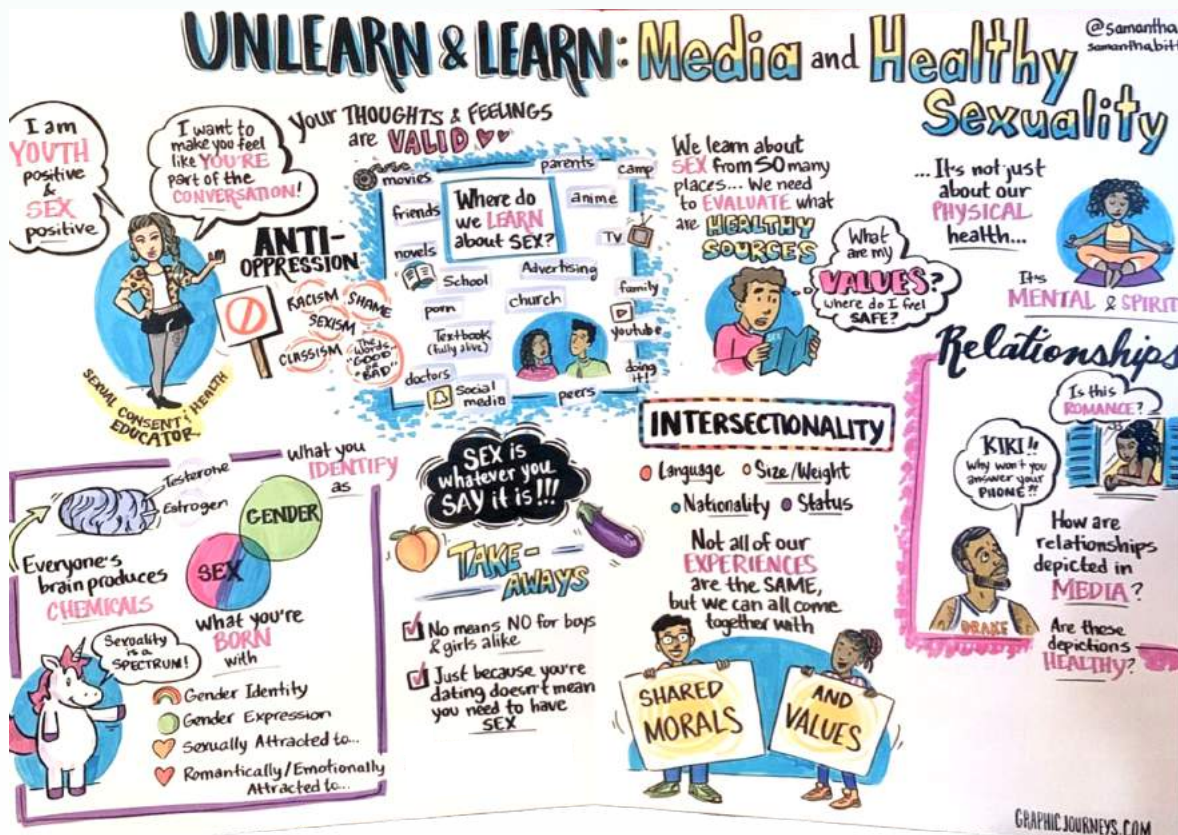 UNLEARN & LEARN: Media and Healthy
Sexuality
@samantha
samanthabitt
I am
YOUTH
positive
&
SEX
positive
I want to
make you feel
like YOU'RE
part of the
CONVERSATION!
SEXUAL CONSENT & HEALTH
EDUCATOR
ANTI-
OPPRESSION
RACISM
SHAME
SEXISM
CLASSISM
The
Words
"GOOD"
or
"BAD"
your THOUGHTS & FEELINGS
are VALID
Where do
we LEARN
about SEX?
movies
parents
camp
friends
anime
novels
TV
School
Advertising
family
porn
church
youtube
Textbook
(fully alive)
doctors
doing
it!
Social
media
peers
We learn about
SEX from SO many
places... We need
to EVALUATE what
are HEALTHY
SOURCES
What
are my
VALUES?
where do I feel
SAFE?
SEX
...It's not just
about our
PHYSICAL
health...
It's
MENTAL & SPIRIT
Relationships
Is this
ROMANCE?
KIKI!!
Why won't you
answer your
PHONE?!
DRAKE
How are
relationships
depicted in
MEDIA?
Are these
depictions
HEALTHY?
Testerone
Estrogen
Everyone's
brain produces
CHEMICALS
what you
IDENTIFY
as
GENDER
SEX
what you're
BORN
with
Sexuality
is a
SPECTRUM!
Gender Identity
Gender Expression
Sexually Attracted to...
Romantically/Emotionally
Attracted to...
SEX is
whatever you
SAY it is!!!
TAKE-
AWAYS
No means NO for boys
& girls alike
Just because you're
dating doesn't mean
you need to have
SEX
INTERSECTIONALITY
Language
Size/Weight
Nationality
Status
Not all of our
EXPERIENCES
are the SAME,
but we can all come
together with
SHARED
MORALS
AND
VALUES
GRAPHICJOURNEYS.COM